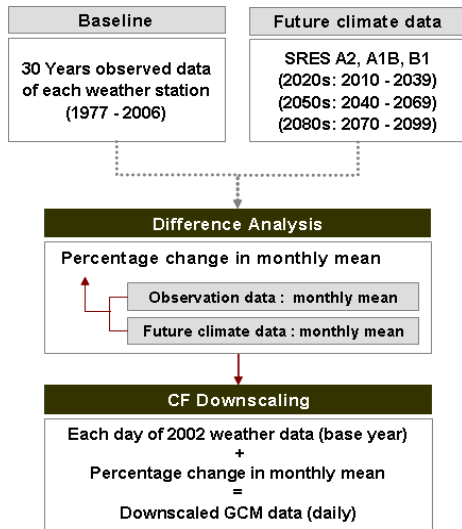 Baseline
30 Years observed data
of each weather station
(1977 - 2006)
Future climate data
SRES A2, A1B, B1
(2020s: 2010 - 2039)
(2050s: 2040 - 2069)
(2080s: 2070 - 2099)
Difference Analysis
Percentage change in monthly mean
Observation data : monthly mean
Future climate data : monthly mean
CF Downscaling
Each day of 2002 weather data (base year)
+
Percentage change in monthly mean
=
Downscaled GCM data (daily)